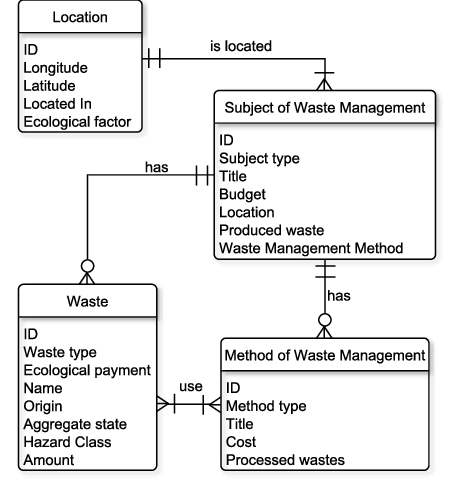 Location
ID
Longitude
Latitude
Located In
Ecological factor
is located
Subject of Waste Management
ID
Subject type
Title
Budget
Location
Produced waste
Waste Management Method
has
has
Waste
ID
Waste type
Ecological payment
Name
Origin
Aggregate state
Hazard Class
Amount
use
Method of Waste Management
ID
Method type
Title
Cost
Processed wastes